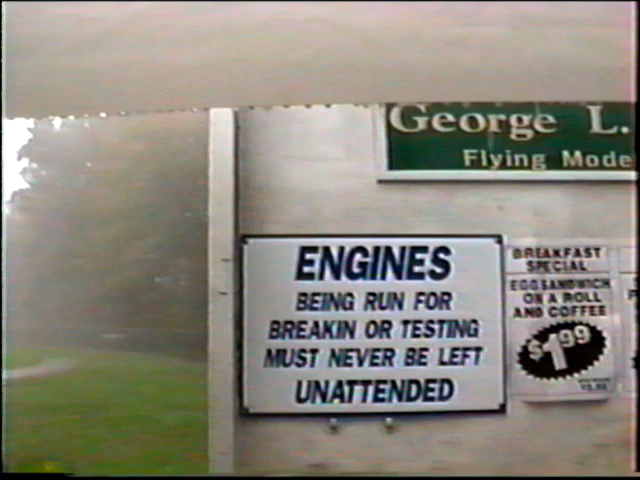 George L.
Flying Mode
ENGINES
BEING RUN FOR
BREAKIN OR TESTING
MUST NEVER BE LEFT
UNATTENDED
BREAKFAST
SPECIAL
EGG SANDWICH
ON A ROLL
AND COFFEE
$1.99